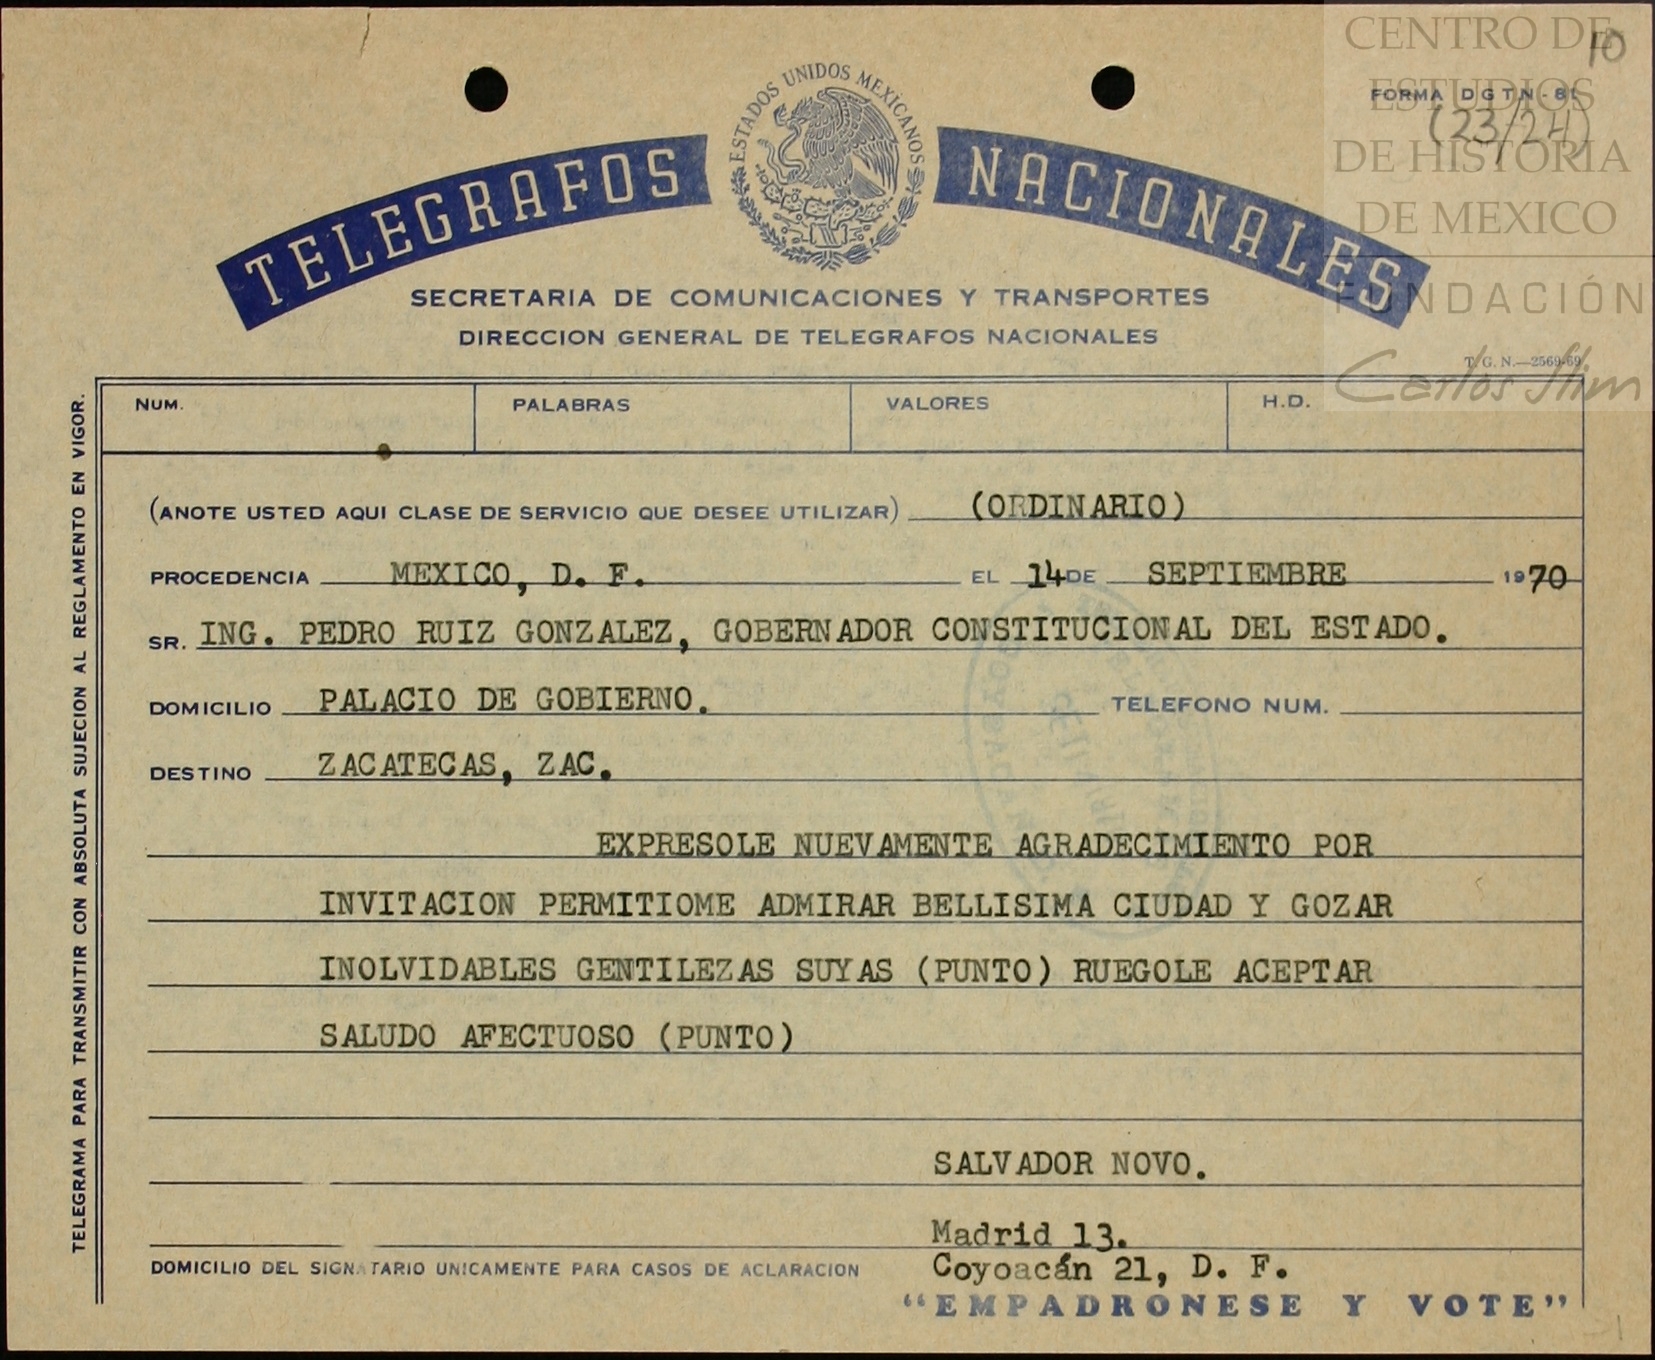 CENTRO DE
ESTUDIOS
DE HISTORIA
DE MEXICO
FUNDACIÓN
Carlos Slim
10
FORMA DGTN-81
(23/24)
ESTADOS UNIDOS MEXICANOS
TELEGRAFOS NACIONALES
SECRETARIA DE COMUNICACIONES Y TRANSPORTES
DIRECCION GENERAL DE TELEGRAFOS NACIONALES
T. G. N.—2569-69
NUM. PALABRAS VALORES H.D.
(ANOTE USTED AQUI CLASE DE SERVICIO QUE DESEE UTILIZAR) (ORDINARIO)
PROCEDENCIA MEXICO, D. F. EL 14 DE SEPTIEMBRE 1970
SR. ING. PEDRO RUIZ GONZALEZ, GOBERNADOR CONSTITUCIONAL DEL ESTADO.
DOMICILIO PALACIO DE GOBIERNO. TELEFONO NUM.
DESTINO ZACATECAS, ZAC.
EXPRESOLE NUEVAMENTE AGRADECIMIENTO POR
INVITACION PERMITIOME ADMIRAR BELLISIMA CIUDAD Y GOZAR
INOLVIDABLES GENTILEZAS SUYAS (PUNTO) RUEGOLE ACEPTAR
SALUDO AFECTUOSO (PUNTO)
SALVADOR NOVO.
Madrid 13.
DOMICILIO DEL SIGNATARIO UNICAMENTE PARA CASOS DE ACLARACION Coyoacán 21, D. F.
"EMPADRONESE Y VOTE"
TELEGRAMA PARA TRANSMITIR CON ABSOLUTA SUJECION AL REGLAMENTO EN VIGOR.